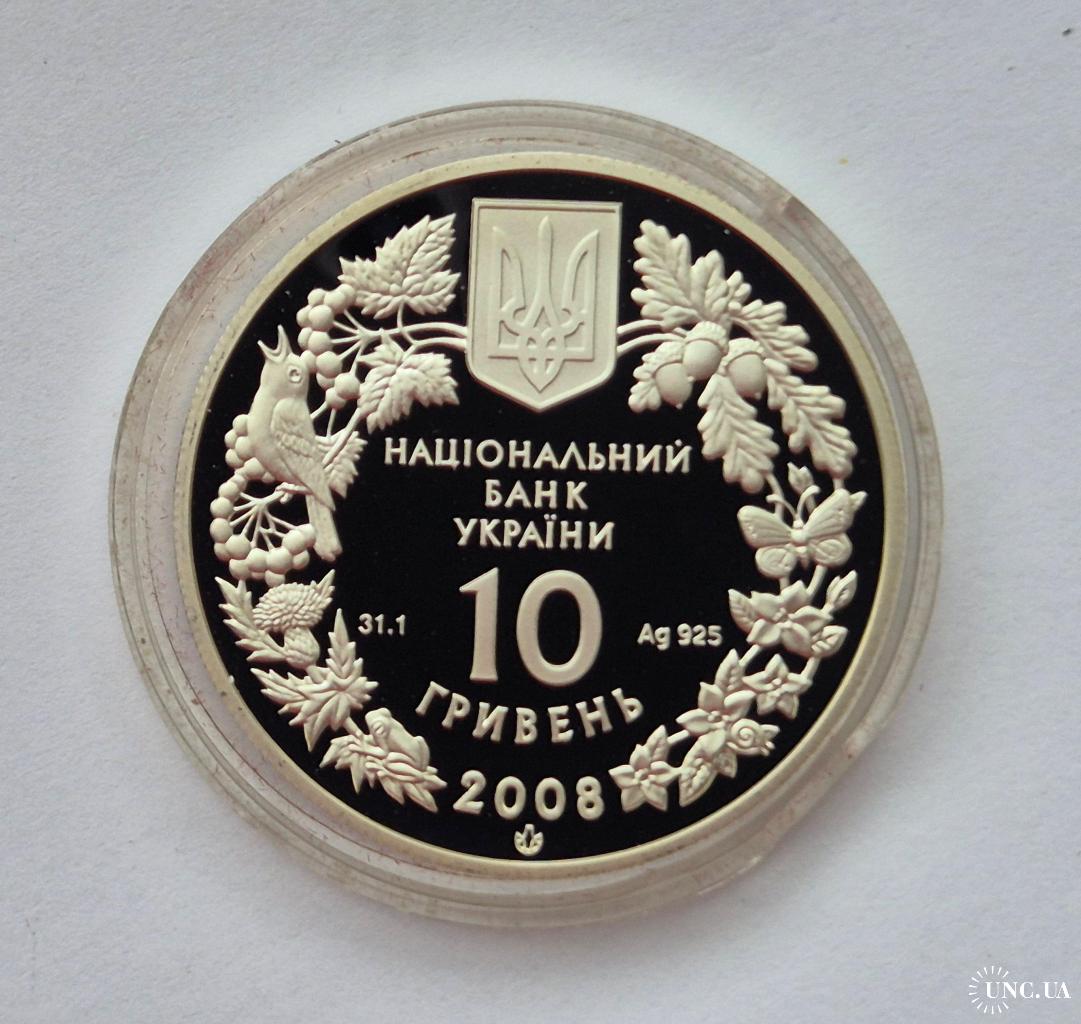 НАЦІОНАЛЬНИЙ
БАНК
УКРАЇНИ
10
31.1
Ag 925
ГРИВЕНЬ
2008
UNC.UA